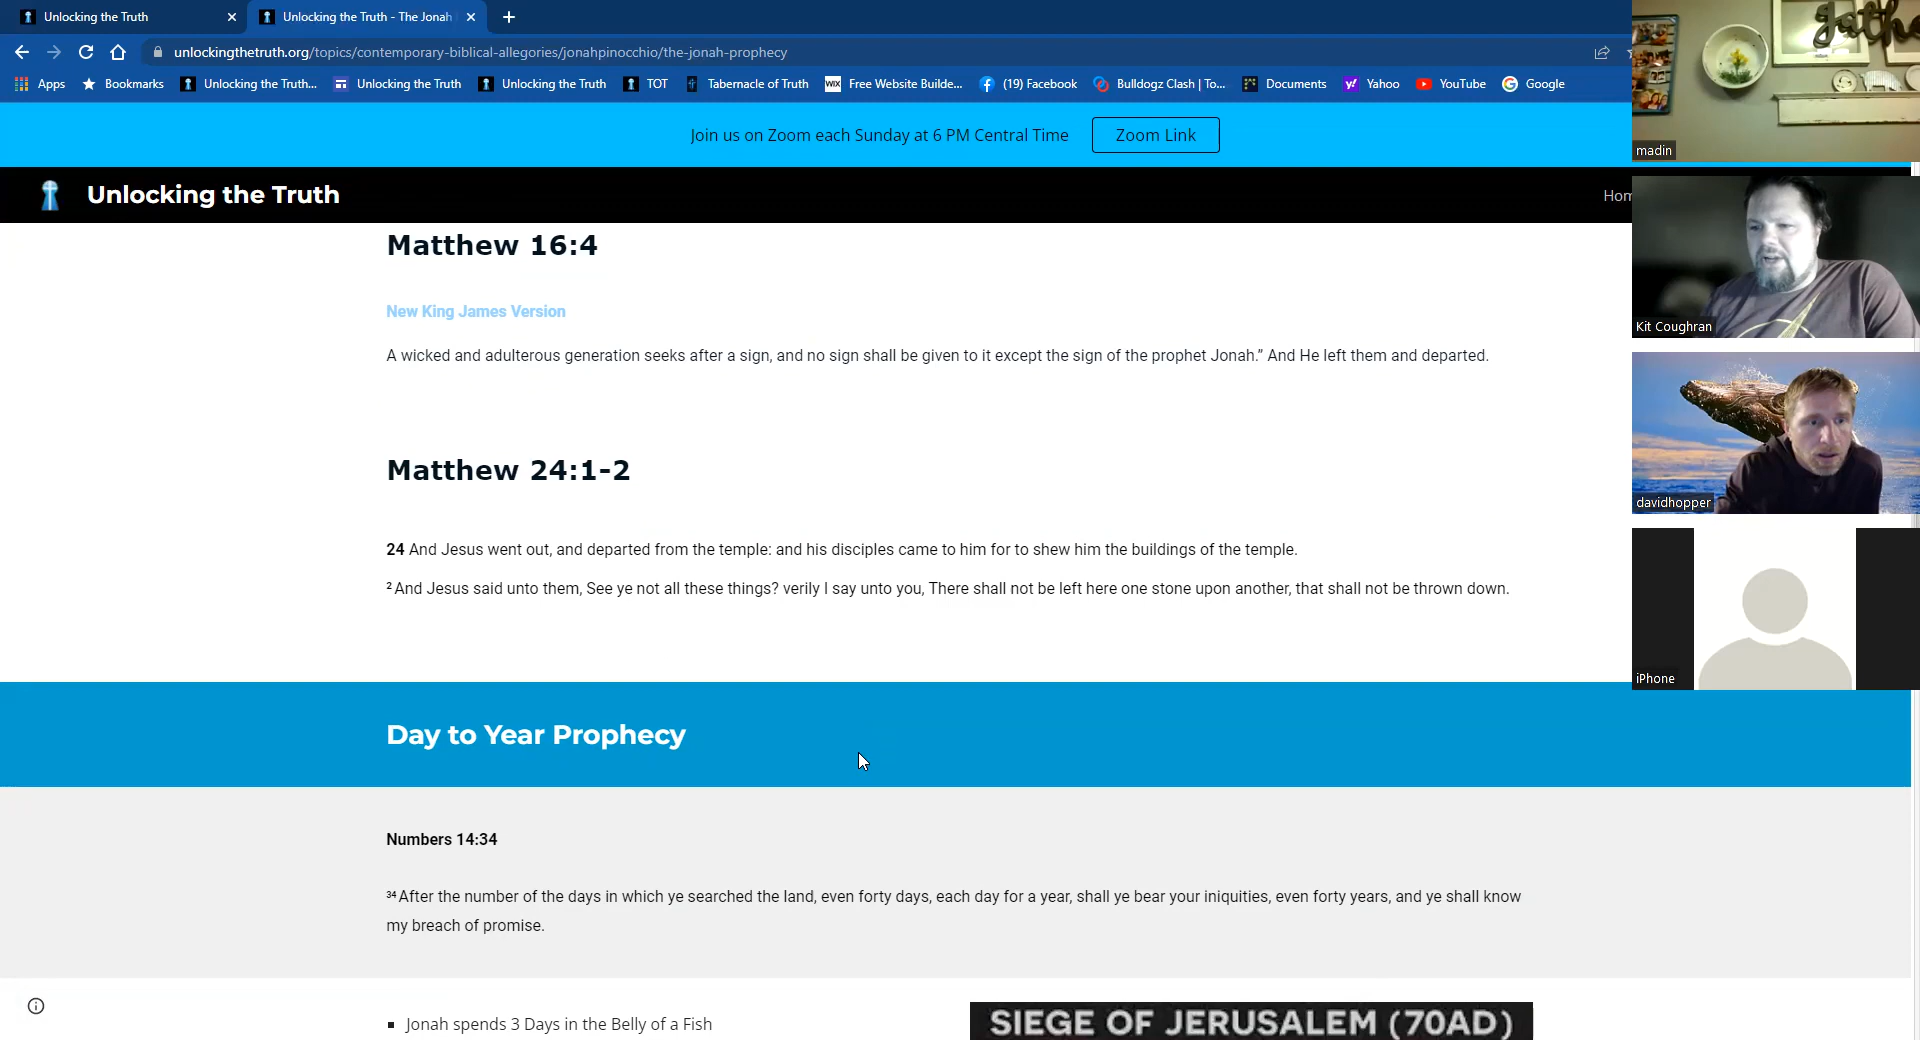 Unlocking the Truth
Unlocking the Truth - The Jonah
unlockingthetruth.org/topics/contemporary-biblical-allegories/jonahpinocchio/the-jonah-prophecy
Apps Bookmarks Unlocking the Truth... Unlocking the Truth Unlocking the Truth TOT Tabernacle of Truth WIX Free Website Builde... (19) Facebook Bulldogz Clash | To... Documents Yahoo YouTube Google
Join us on Zoom each Sunday at 6 PM Central Time Zoom Link
Unlocking the Truth
Hom
Matthew 16:4
New King James Version
A wicked and adulterous generation seeks after a sign, and no sign shall be given to it except the sign of the prophet Jonah.” And He left them and departed.
Matthew 24:1-2
24 And Jesus went out, and departed from the temple: and his disciples came to him for to shew him the buildings of the temple.
² And Jesus said unto them, See ye not all these things? verily I say unto you, There shall not be left here one stone upon another, that shall not be thrown down.
Day to Year Prophecy
Numbers 14:34
³⁴ After the number of the days in which ye searched the land, even forty days, each day for a year, shall ye bear your iniquities, even forty years, and ye shall know
my breach of promise.
▪ Jonah spends 3 Days in the Belly of a Fish
SIEGE OF JERUSALEM (70AD)
gathe
madin
Kit Coughran
davidhopper
iPhone